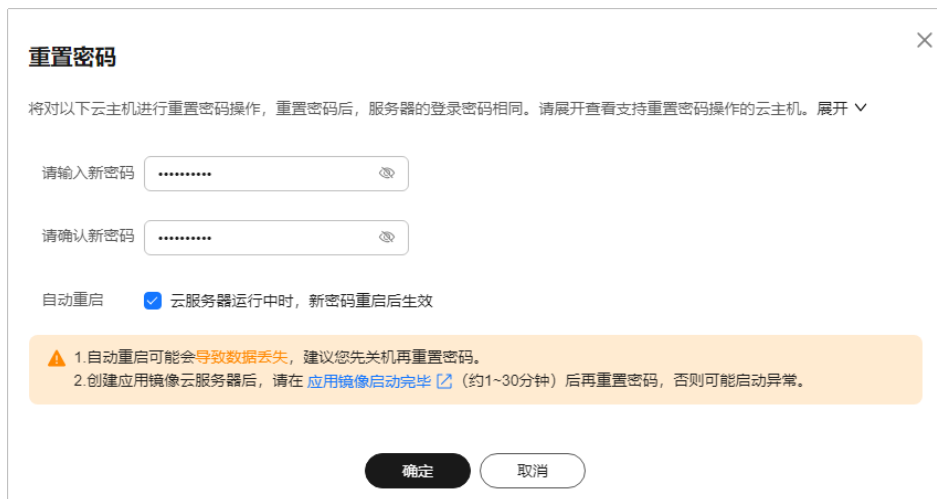 重置密码
将对以下云主机进行重置密码操作，重置密码后，服务器的登录密码相同。请展开查看支持重置密码操作的云主机。展开
请输入新密码 ••••••••••
请确认新密码 ••••••••••
自动重启 云服务器运行中时，新密码重启后生效
1.自动重启可能会导致数据丢失，建议您先关机再重置密码。
2.创建应用镜像云服务器后，请在 应用镜像启动完毕（约1~30分钟）后再重置密码，否则可能启动异常。
确定 取消